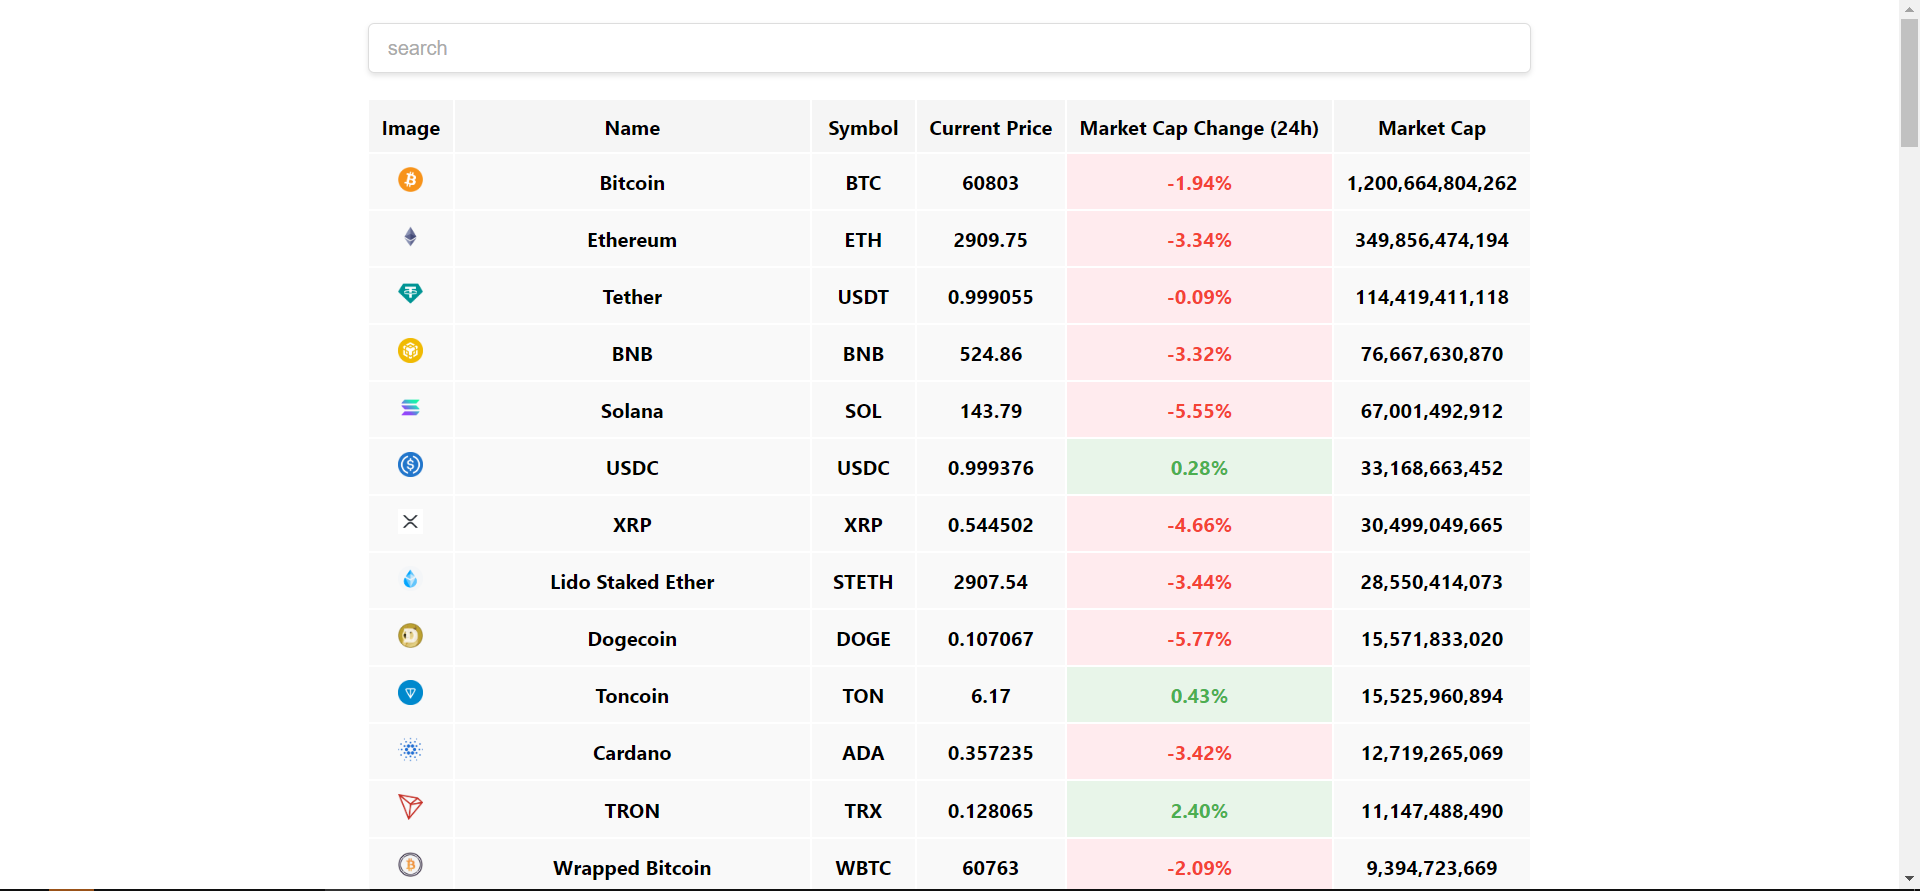 search
Image Name Symbol Current Price Market Cap Change (24h) Market Cap
Bitcoin BTC 60803 -1.94% 1,200,664,804,262
Ethereum ETH 2909.75 -3.34% 349,856,474,194
Tether USDT 0.999055 -0.09% 114,419,411,118
BNB BNB 524.86 -3.32% 76,667,630,870
Solana SOL 143.79 -5.55% 67,001,492,912
USDC USDC 0.999376 0.28% 33,168,663,452
XRP XRP 0.544502 -4.66% 30,499,049,665
Lido Staked Ether STETH 2907.54 -3.44% 28,550,414,073
Dogecoin DOGE 0.107067 -5.77% 15,571,833,020
Toncoin TON 6.17 0.43% 15,525,960,894
Cardano ADA 0.357235 -3.42% 12,719,265,069
TRON TRX 0.128065 2.40% 11,147,488,490
Wrapped Bitcoin WBTC 60763 -2.09% 9,394,723,669